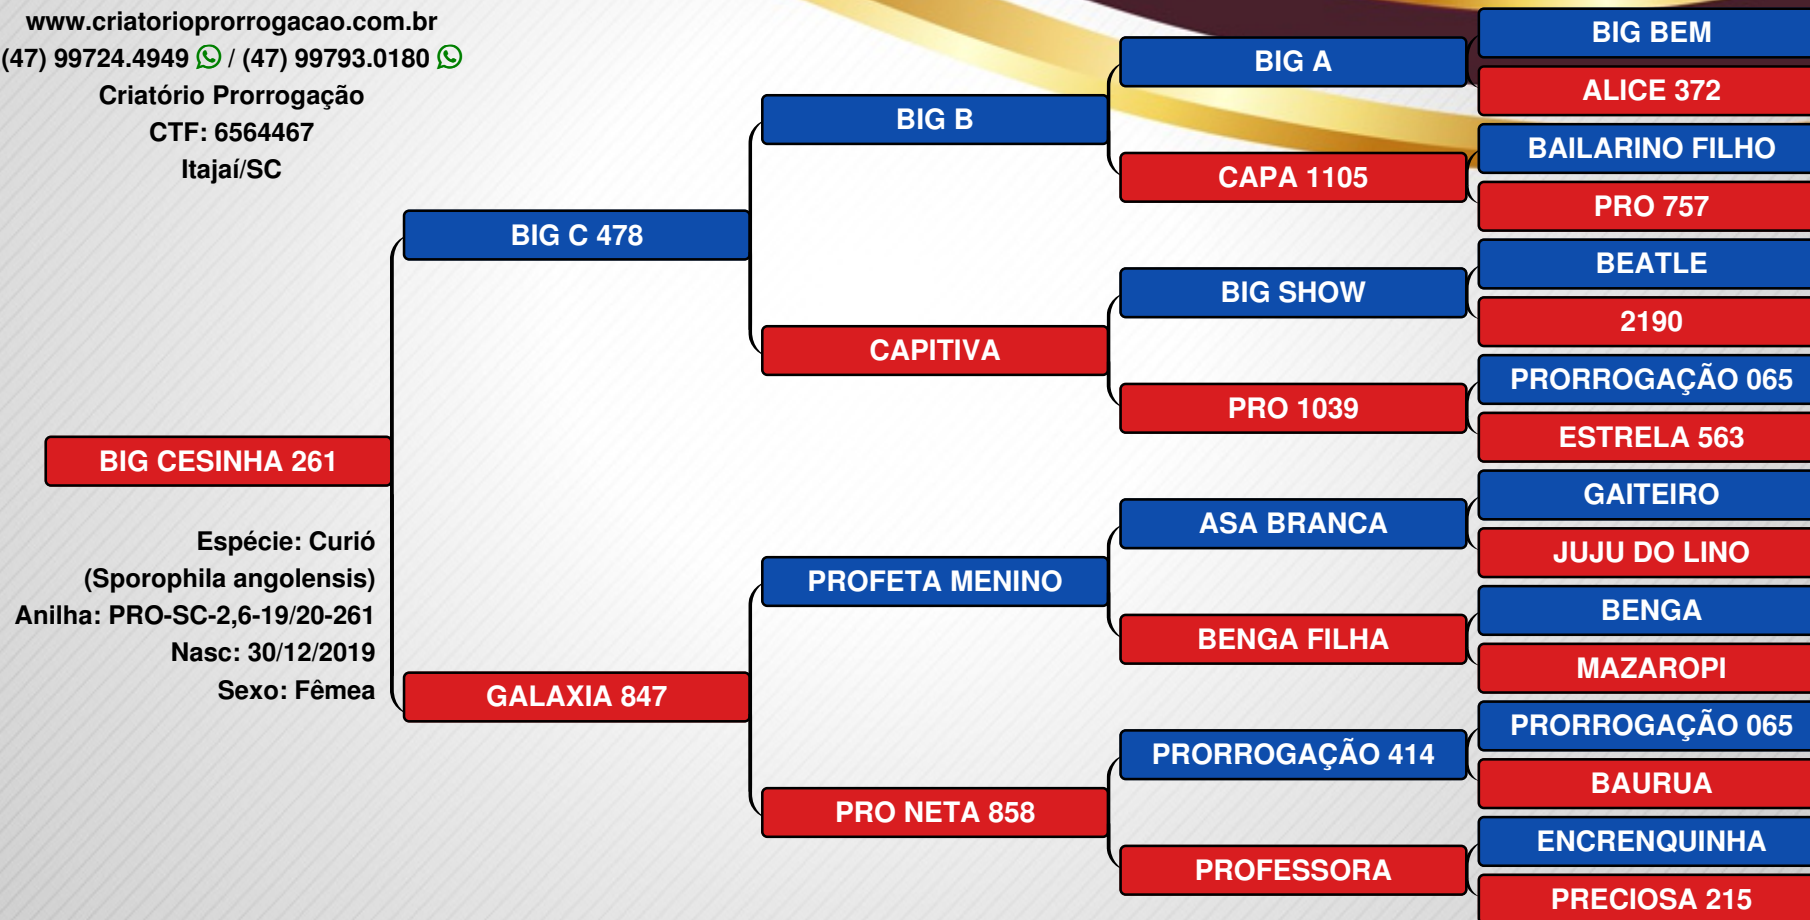 www.criatorioprorrogacao.com.br
(47) 99724.4949 / (47) 99793.0180
Criatório Prorrogação
CTF: 6564467
Itajaí/SC
BIG CESINHA 261
Espécie: Curió
(Sporophila angolensis)
Anilha: PRO-SC-2,6-19/20-261
Nasc: 30/12/2019
Sexo: Fêmea
BIG C 478
GALAXIA 847
BIG B
CAPITIVA
PROFETA MENINO
PRO NETA 858
BIG A
CAPA 1105
BIG SHOW
PRO 1039
ASA BRANCA
BENGA FILHA
PRORROGAÇÃO 414
PROFESSORA
BIG BEM
ALICE 372
BAILARINO FILHO
PRO 757
BEATLE
2190
PRORROGAÇÃO 065
ESTRELA 563
GAITEIRO
JUJU DO LINO
BENGA
MAZAROPI
PRORROGAÇÃO 065
BAURUA
ENCRENQUINHA
PRECIOSA 215